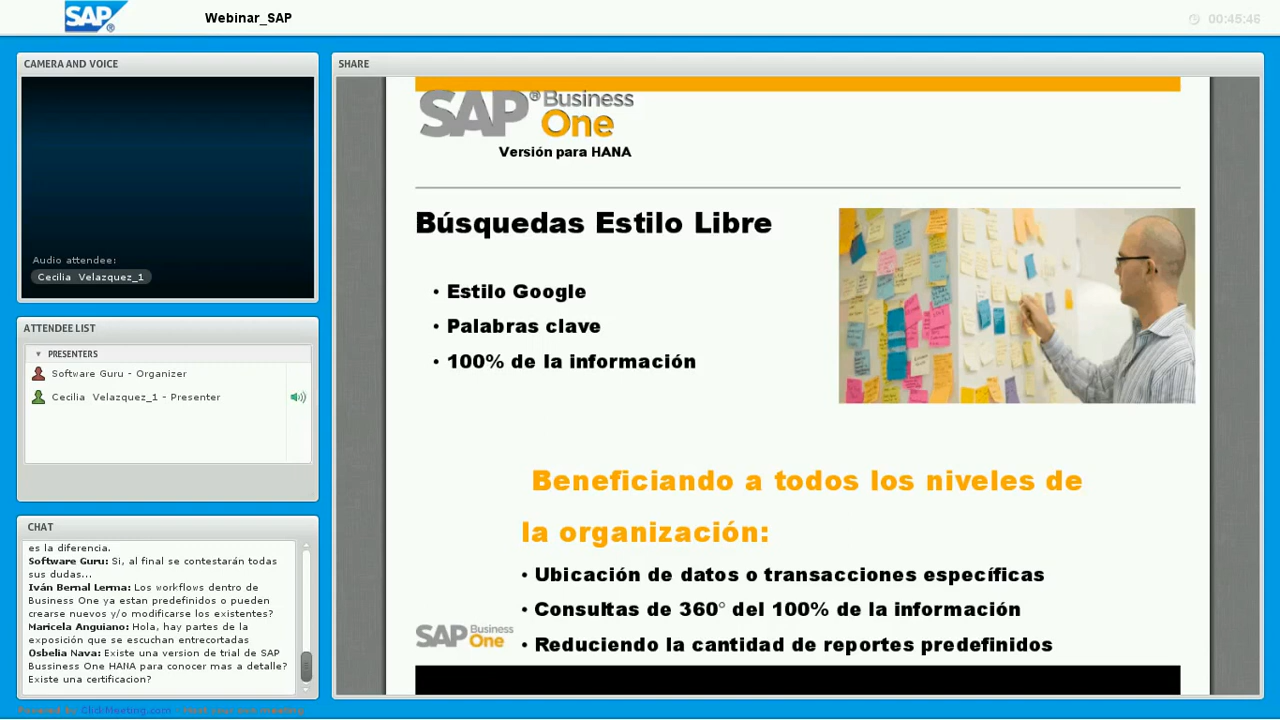 SAP
Webinar_SAP
00:45:46
CAMERA AND VOICE
Audio attendee:
Cecilia Velazquez_1
ATTENDEE LIST
PRESENTERS
Software Guru - Organizer
Cecilia Velazquez_1 - Presenter
CHAT
es la diferencia.
Software Guru: Si, al final se contestarán todas
sus dudas...
Iván Bernal Lerma: Los workflows dentro de
Business One ya estan predefinidos o pueden
crearse nuevos y/o modificarse los existentes?
Maricela Anguiano: Hola, hay partes de la
exposición que se escuchan entrecortadas
Osbelia Nava: Existe una version de trial de SAP
Bussiness One HANA para conocer mas a detalle?
Existe una certificacion?
Powered by ClickMeeting.com
SHARE
SAP® Business
One
Versión para HANA
Búsquedas Estilo Libre
• Estilo Google
• Palabras clave
• 100% de la información
Beneficiando a todos los niveles de
la organización:
• Ubicación de datos o transacciones específicas
• Consultas de 360° del 100% de la información
• Reduciendo la cantidad de reportes predefinidos
SAP Business
One